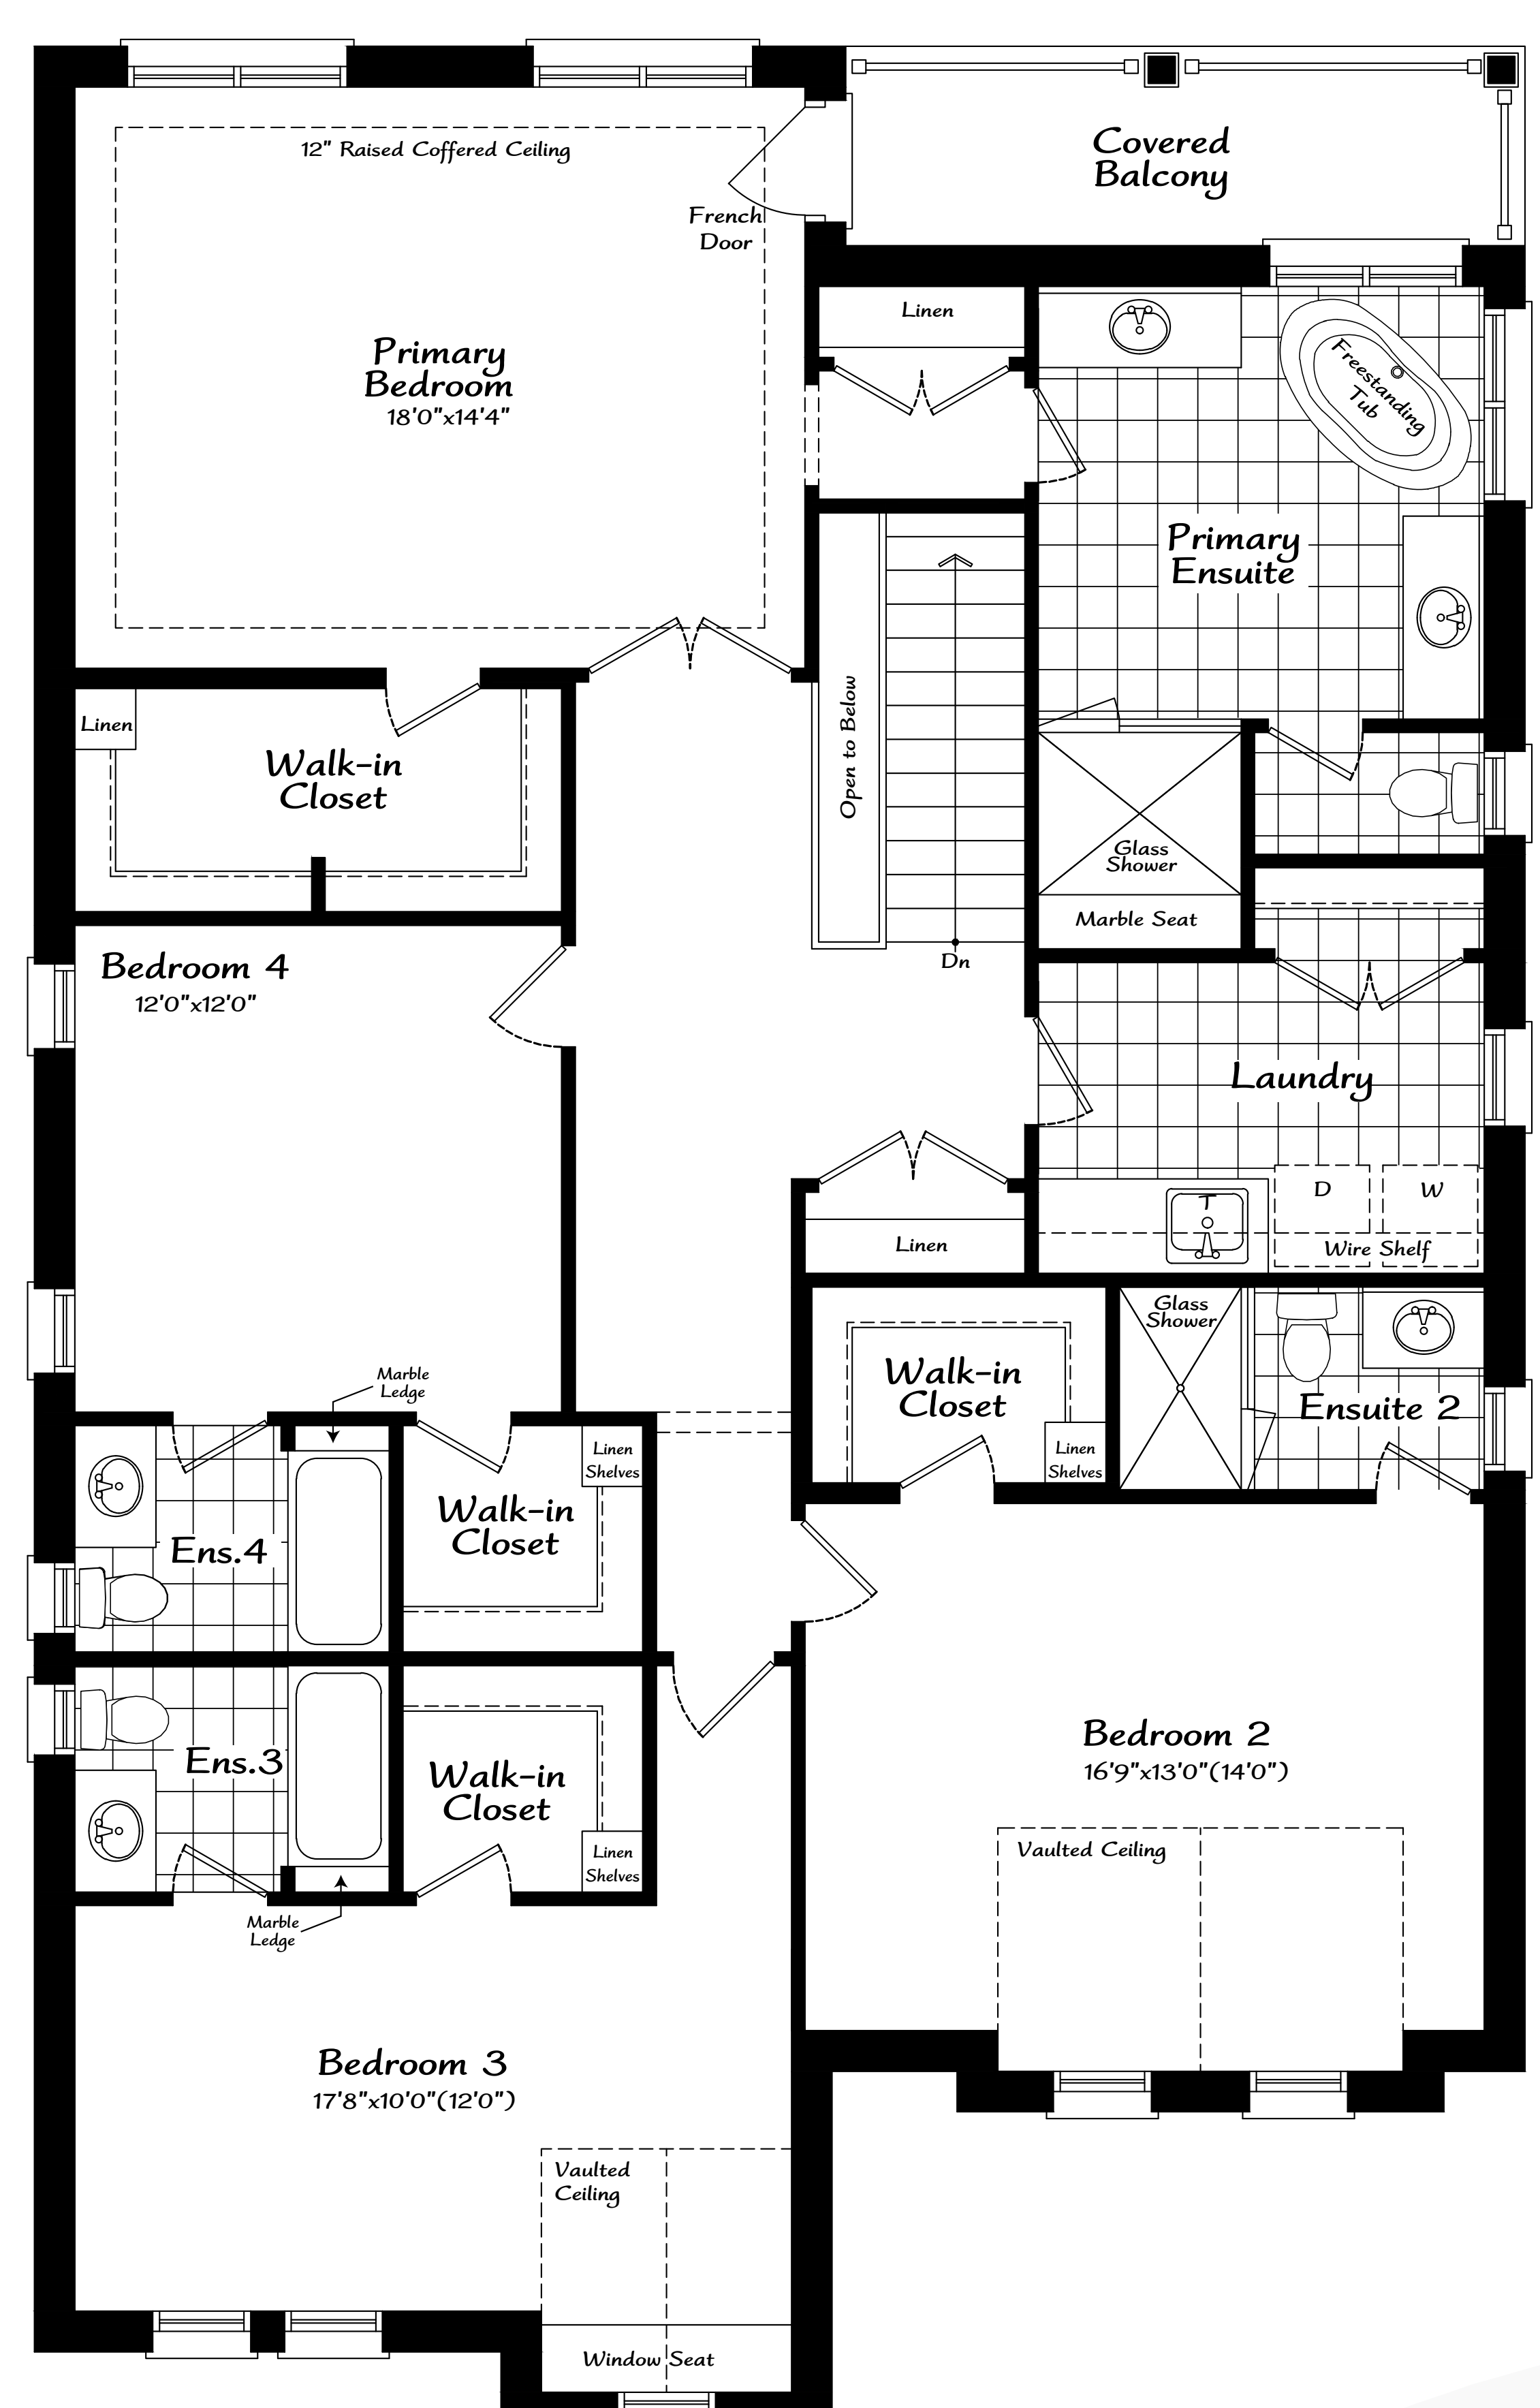 12" Raised Coffered Ceiling
Covered
Balcony
French
Door
Linen
Primary
Bedroom
18'0"x14'4"
Freestanding
Tub
Primary
Ensuite
Linen
Walk-in
Closet
Open to Below
Glass
Shower
Marble Seat
Dn
Bedroom 4
12'0"x12'0"
Laundry
D
W
T
Wire Shelf
Linen
Glass
Shower
Marble
Ledge
Walk-in
Closet
Ensuite 2
Linen
Shelves
Linen
Shelves
Walk-in
Closet
Ens.4
Ens.3
Walk-in
Closet
Bedroom 2
16'9"x13'0"(14'0")
Vaulted Ceiling
Linen
Shelves
Marble
Ledge
Bedroom 3
17'8"x10'0"(12'0")
Vaulted
Ceiling
Window Seat